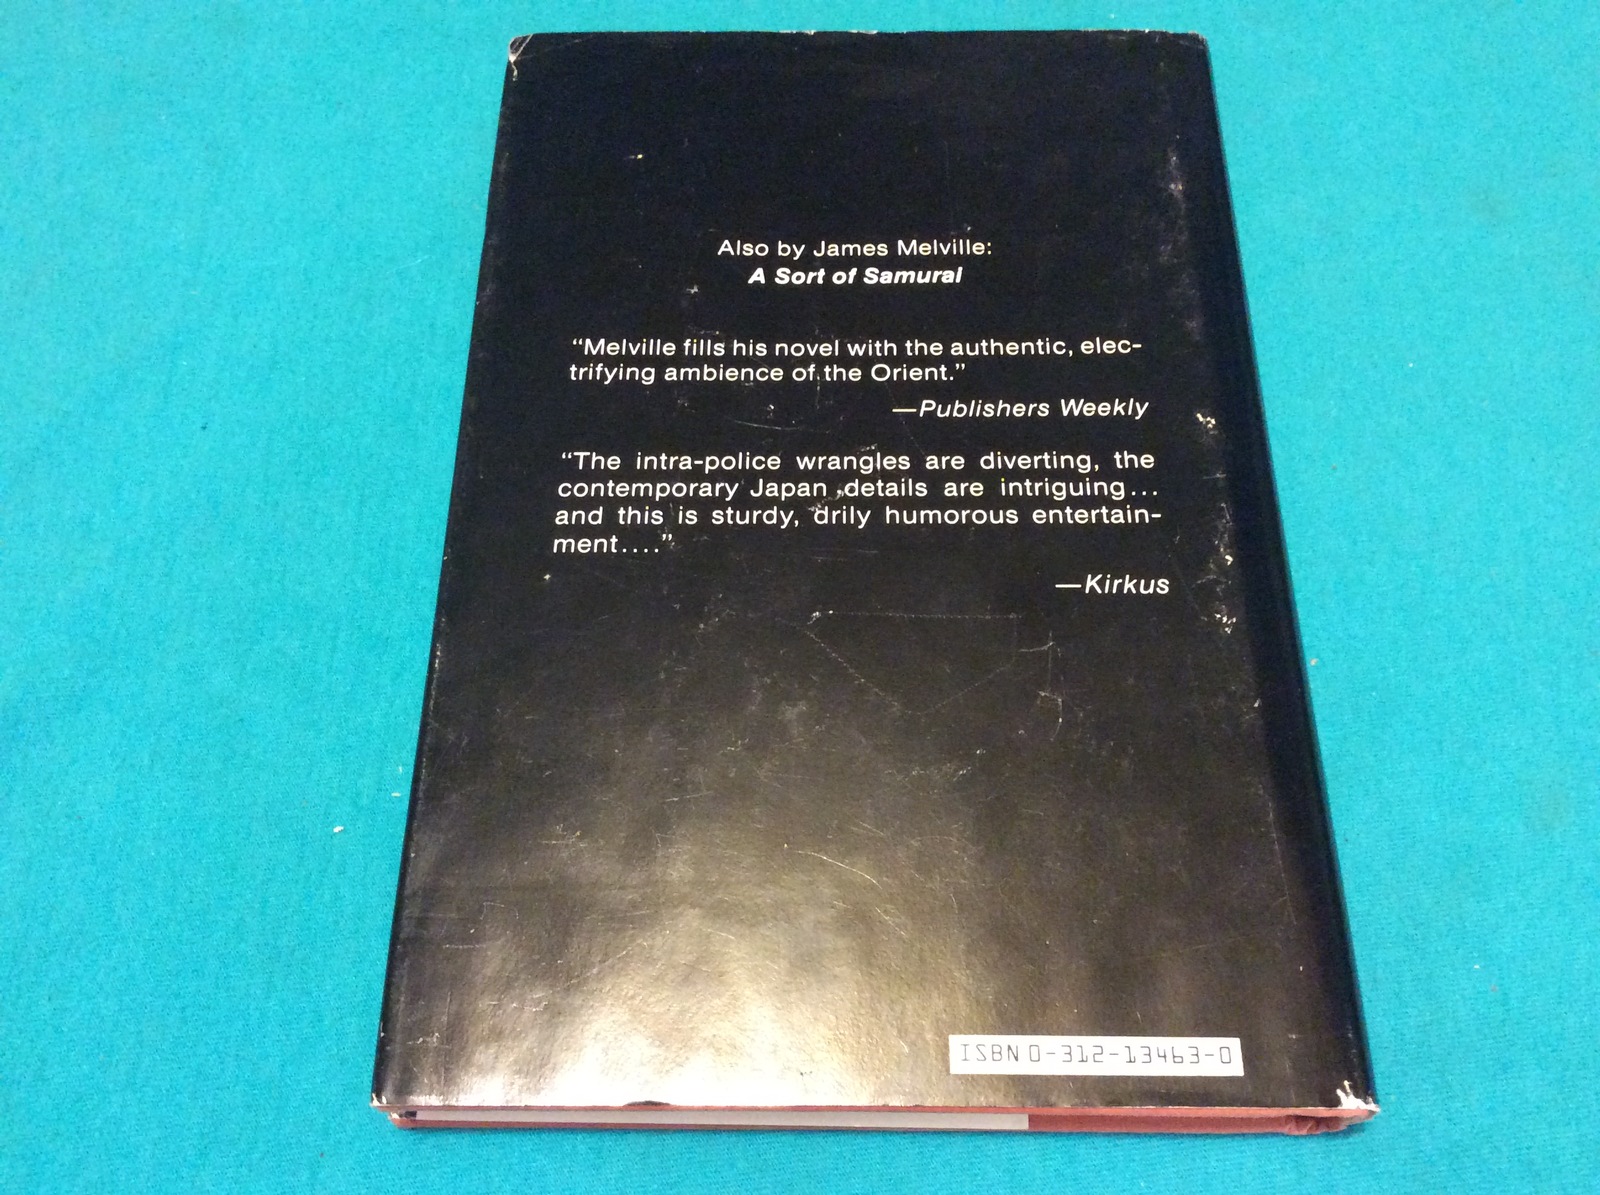 Also by James Melville:
A Sort of Samurai
“Melville fills his novel with the authentic, elec-
trifying ambience of the Orient.”
—Publishers Weekly
“The intra-police wrangles are diverting, the
contemporary Japan details are intriguing...
and this is sturdy, drily humorous entertain-
ment....”
—Kirkus
ISBN 0-312-13463-0